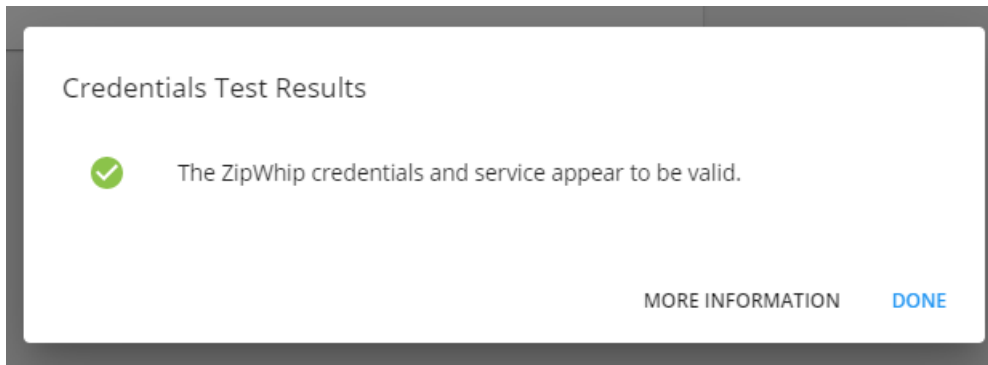 Credentials Test Results
The ZipWhip credentials and service appear to be valid.
MORE INFORMATION DONE